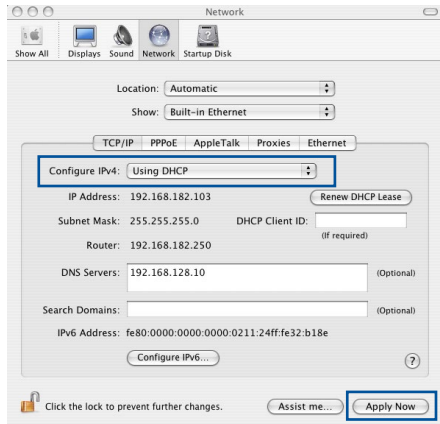 Network
Show All Displays Sound Network Startup Disk
Location: Automatic
Show: Built-in Ethernet
TCP/IP PPPoE AppleTalk Proxies Ethernet
Configure IPv4: Using DHCP
IP Address: 192.168.182.103 Renew DHCP Lease
Subnet Mask: 255.255.255.0 DHCP Client ID:
(If required)
Router: 192.168.182.250
DNS Servers: 192.168.128.10 (Optional)
Search Domains: (Optional)
IPv6 Address: fe80:0000:0000:0000:0211:24ff:fe32:b18e
Configure IPv6... ?
Click the lock to prevent further changes. Assist me... Apply Now